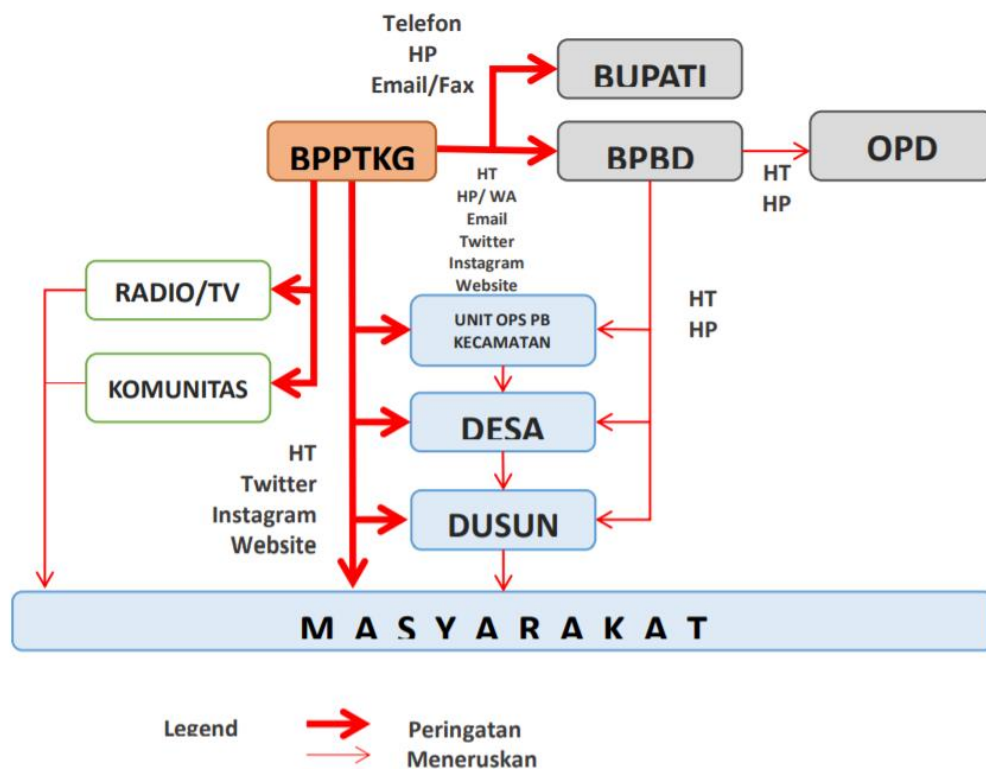 Telefon
HP
Email/Fax
BUPATI
BPPTKG
BPBD
OPD
HT
HP
HT
HP/ WA
Email
Twitter
Instagram
Website
RADIO/TV
KOMUNITAS
UNIT OPS PB
KECAMATAN
HT
HP
DESA
HT
Twitter
Instagram
Website
DUSUN
M A S Y A R A K A T
Legend
Peringatan
Meneruskan